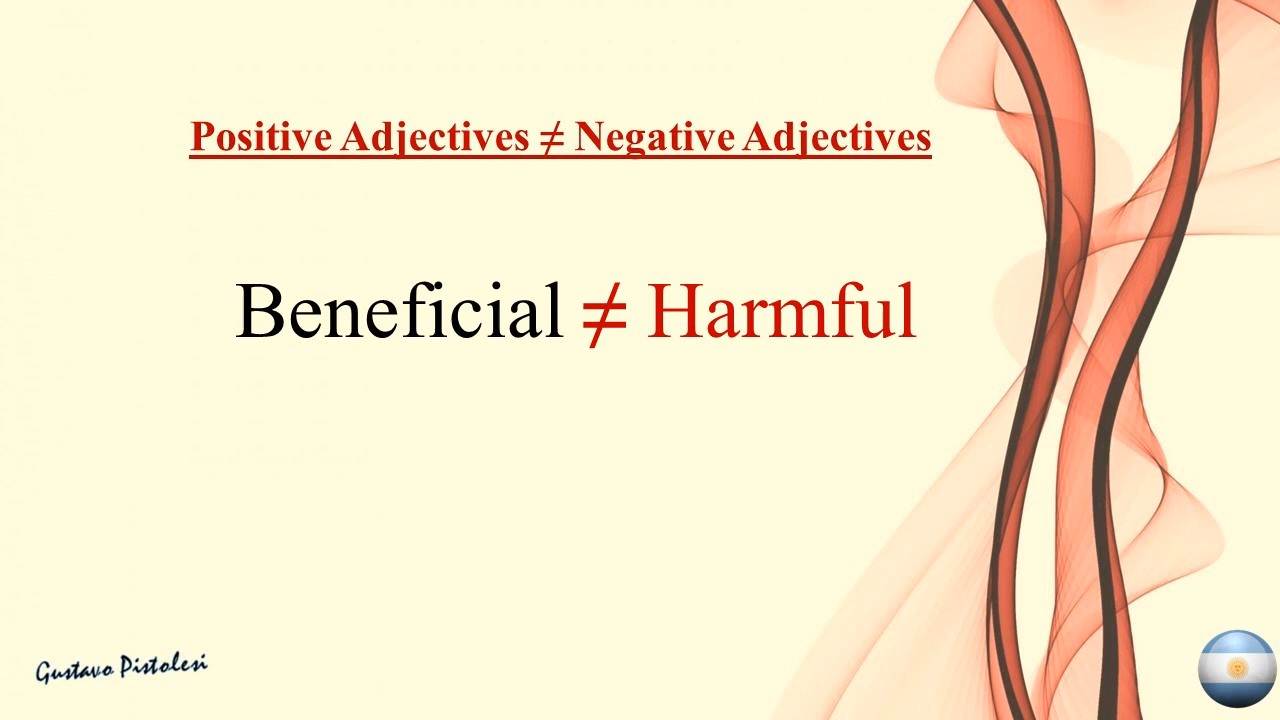 Positive Adjectives ≠ Negative Adjectives
Beneficial ≠ Harmful
Gustavo Pistolesi